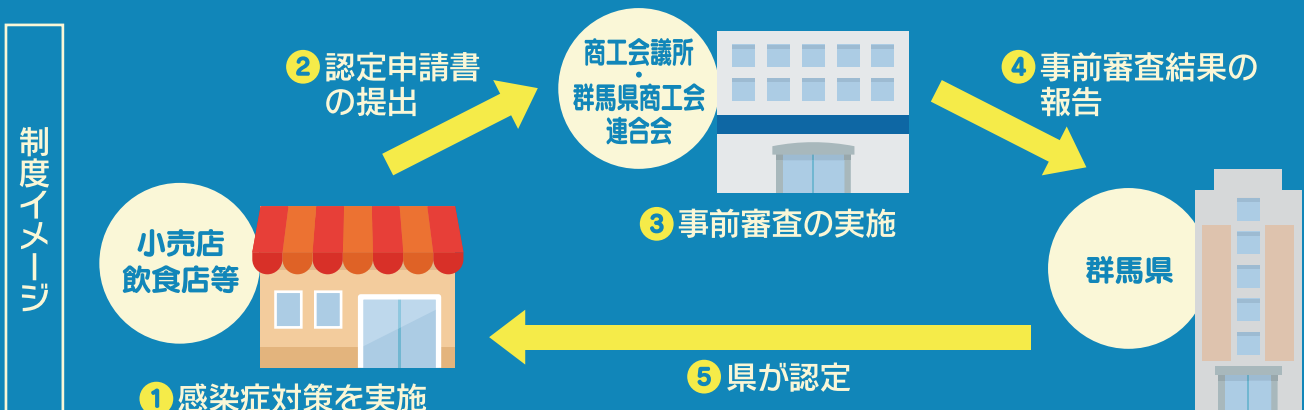 制度イメージ
小売店
飲食店等
1 感染症対策を実施
2 認定申請書
の提出
商工会議所
・
群馬県商工会
連合会
3 事前審査の実施
4 事前審査結果の
報告
群馬県
5 県が認定